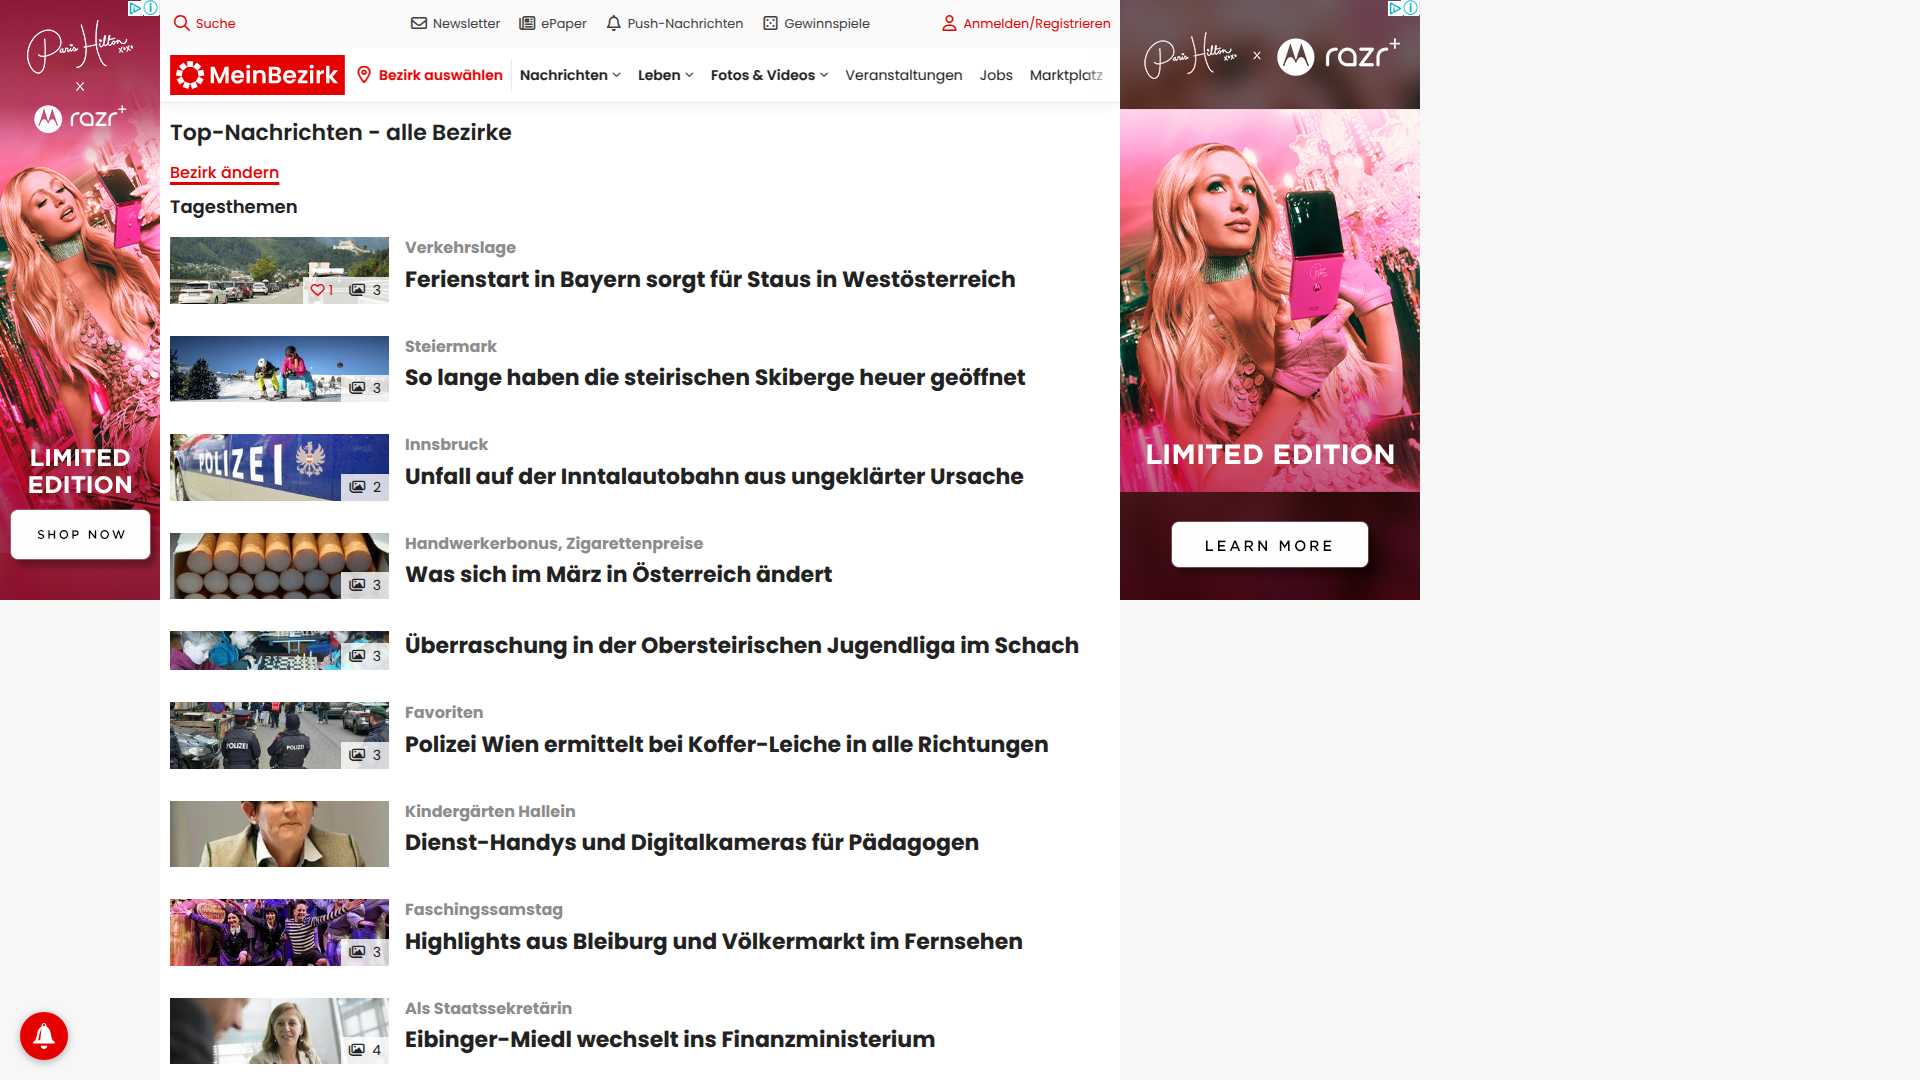 Suche
Newsletter
ePaper
Push-Nachrichten
Gewinnspiele
Anmelden/Registrieren
MeinBezirk
Bezirk auswählen
Nachrichten
Leben
Fotos & Videos
Veranstaltungen
Jobs
Marktplatz
Top-Nachrichten - alle Bezirke
Bezirk ändern
Tagesthemen
1
3
Verkehrslage
Ferienstart in Bayern sorgt für Staus in Westösterreich
3
Steiermark
So lange haben die steirischen Skiberge heuer geöffnet
POLIZEI
2
Innsbruck
Unfall auf der Inntalautobahn aus ungeklärter Ursache
3
Handwerkerbonus, Zigarettenpreise
Was sich im März in Österreich ändert
3
Überraschung in der Obersteirischen Jugendliga im Schach
POLIZEI
POLIZEI
3
Favoriten
Polizei Wien ermittelt bei Koffer-Leiche in alle Richtungen
Kindergärten Hallein
Dienst-Handys und Digitalkameras für Pädagogen
3
Faschingssamstag
Highlights aus Bleiburg und Völkermarkt im Fernsehen
4
Als Staatssekretärin
Eibinger-Miedl wechselt ins Finanzministerium
Paris Hilton xoxo
x
razr+
LIMITED
EDITION
SHOP NOW
Paris Hilton xoxo x razr+
LIMITED EDITION
LEARN MORE